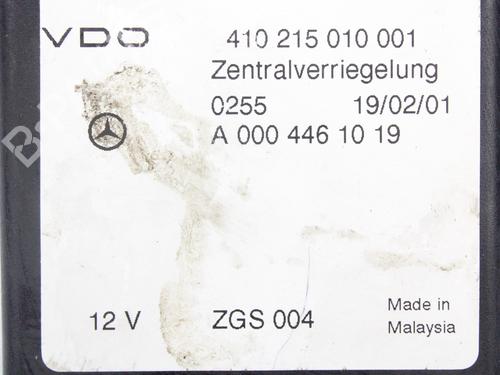 VDO 410 215 010 001
Zentralverriegelung
0255 19/02/01
A 000 446 10 19
12 V ZGS 004 Made in
Malaysia